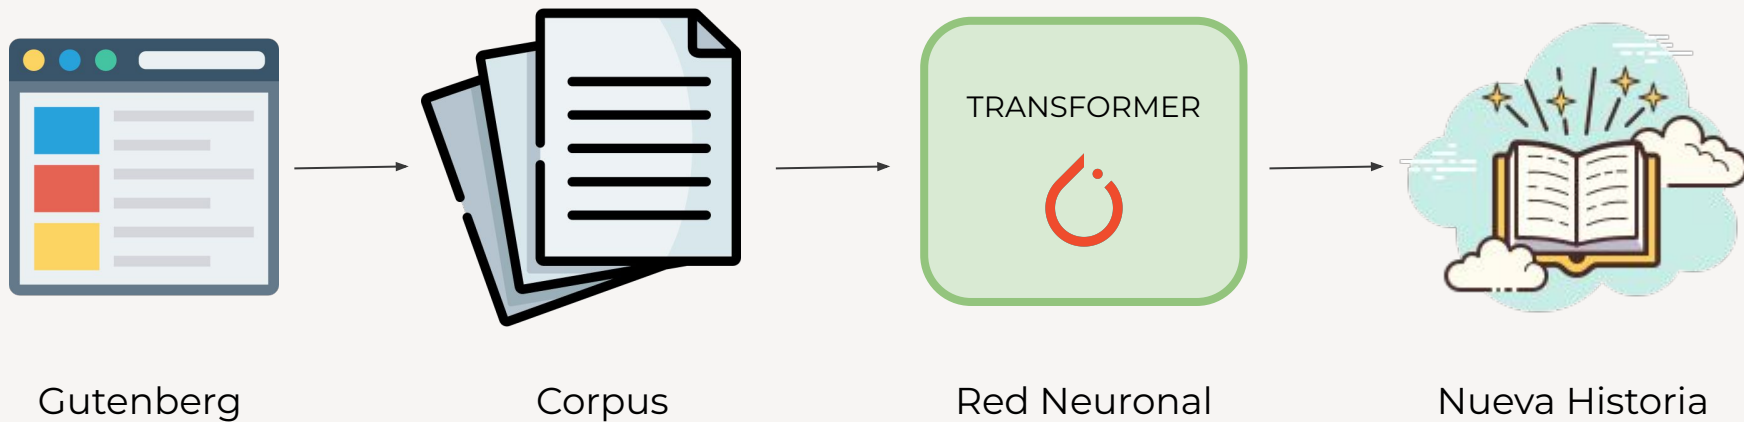 TRANSFORMER
Gutenberg
Corpus
Red Neuronal
Nueva Historia